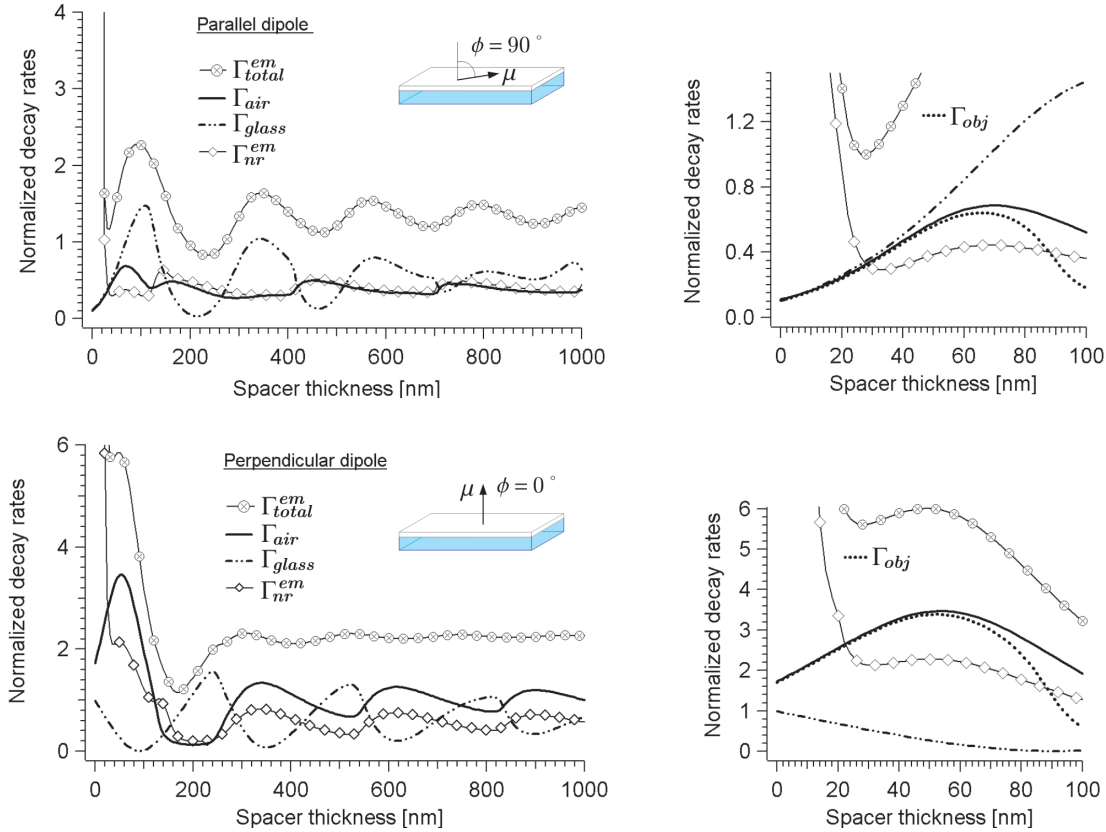 Normalized decay rates
4
3
2
1
0
Parallel dipole
Γ^em_total
Γ_air
Γ_glass
Γ^em_nr
ϕ = 90 °
μ
0 200 400 600 800 1000
Spacer thickness [nm]
Normalized decay rates
1.2
0.8
0.4
0.0
Γ_obj
0 20 40 60 80 100
Spacer thickness [nm]
Normalized decay rates
6
4
2
0
Perpendicular dipole
Γ^em_total
Γ_air
Γ_glass
Γ^em_nr
μ ϕ = 0 °
0 200 400 600 800 1000
Spacer thickness [nm]
Normalized decay rates
6
5
4
3
2
1
0
Γ_obj
0 20 40 60 80 100
Spacer thickness [nm]